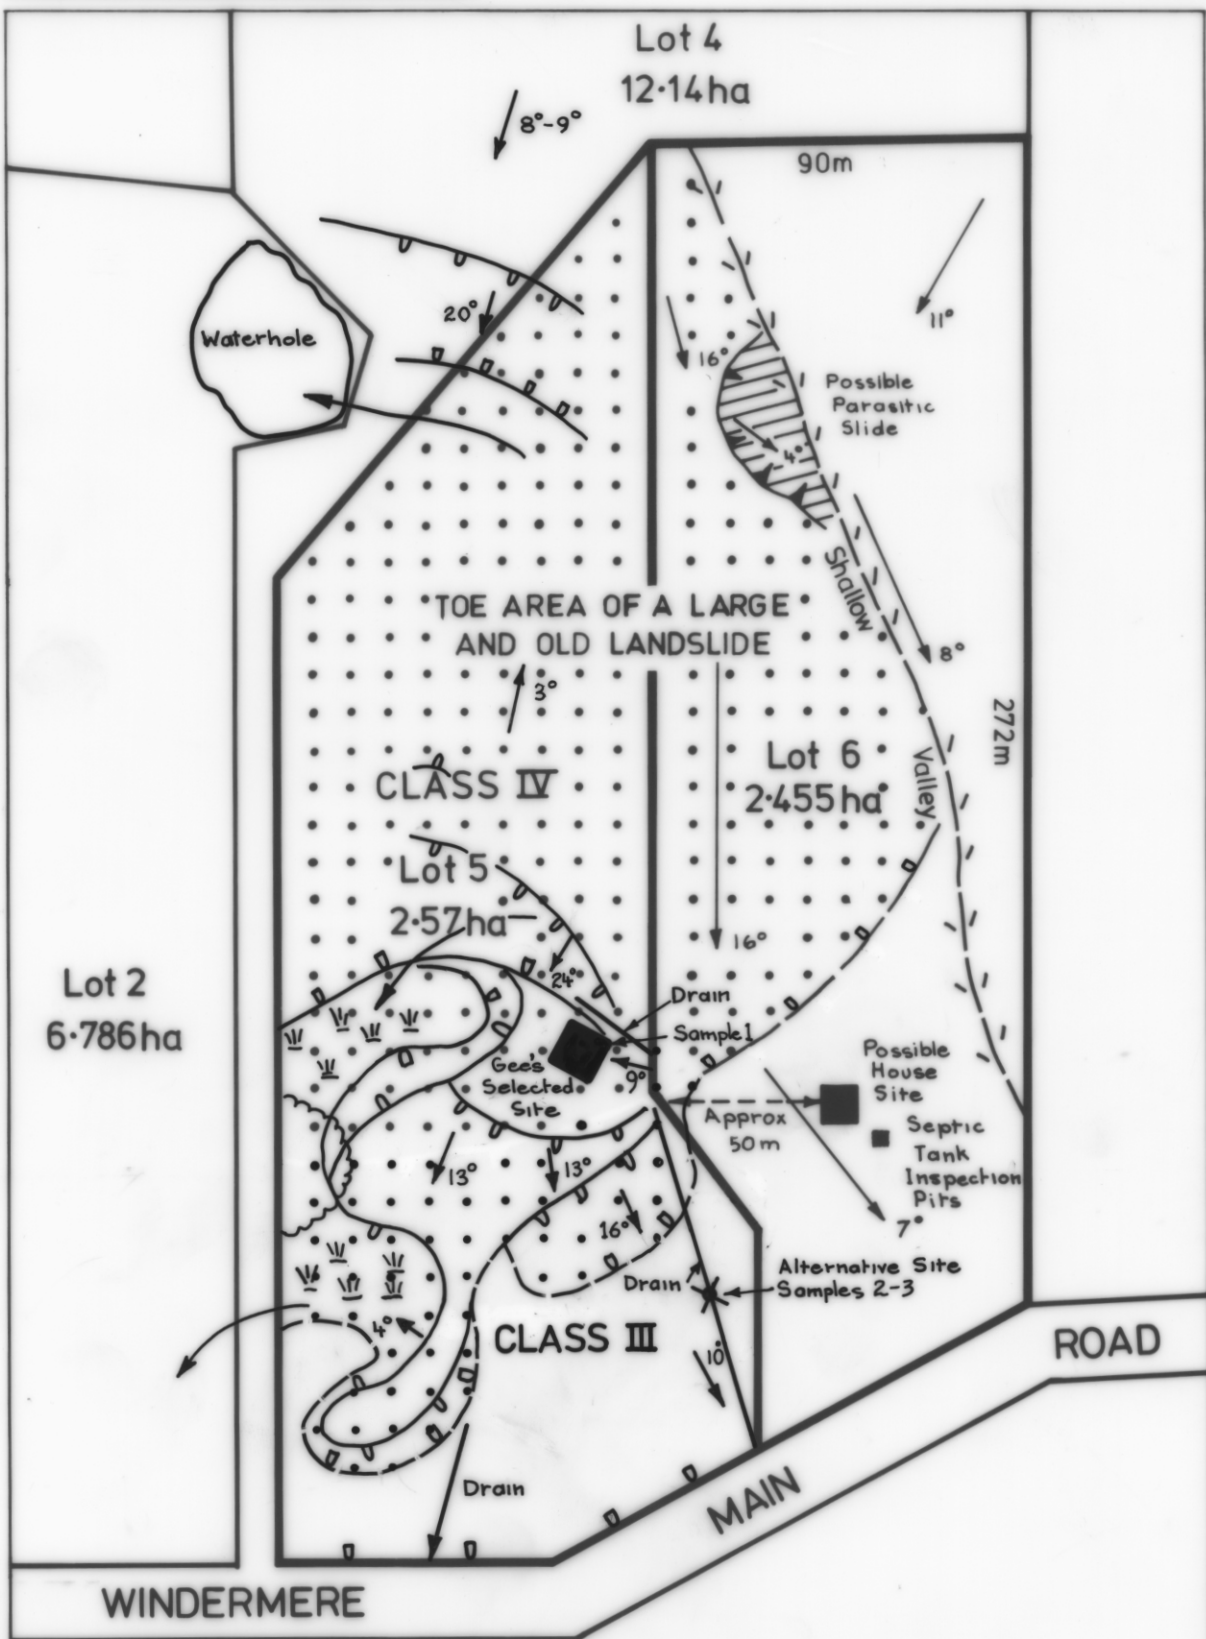 Lot 4
12·14ha
8°-9°
90m
11°
20°
Waterhole
16°
Possible
Parasitic
Slide
4°
Shallow
Valley
8°
TOE AREA OF A LARGE
AND OLD LANDSLIDE
3°
272m
CLASS IV
Lot 6
2·455ha
Lot 5
2·57ha
16°
24°
Lot 2
6·786ha
Drain
Sample 1
9°
Gee's
Selected
Site
Possible
House
Site
Approx
50m
Septic
Tank
Inspection
Pits
13°
13°
16°
7°
Drain
Alternative Site
Samples 2-3
4°
CLASS III
10°
ROAD
Drain
MAIN
WINDERMERE